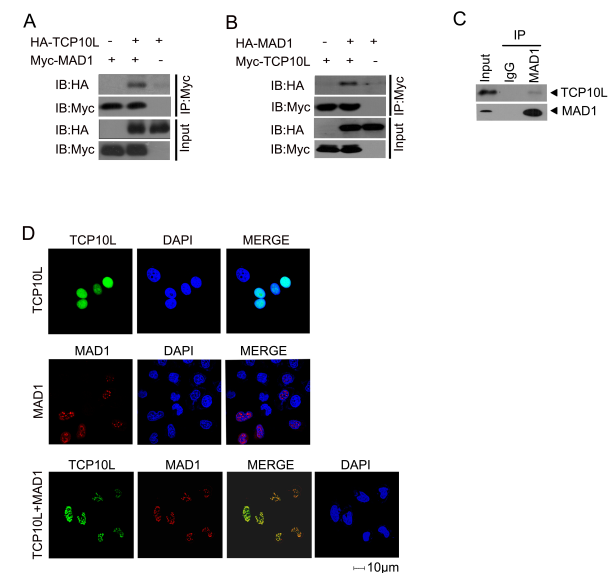 A
HA-TCP10L - + +
Myc-MAD1 + + -
IB:HA
IB:Myc
IP:Myc
IB:HA
IB:Myc
Input
B
HA-MAD1 - + +
Myc-TCP10L + + -
IB:HA
IB:Myc
IP:Myc
IB:HA
IB:Myc
Input
C
IP
Input IgG MAD1
TCP10L
MAD1
D
TCP10L DAPI MERGE
TCP10L
MAD1 DAPI MERGE
MAD1
TCP10L MAD1 MERGE DAPI
TCP10L+MAD1
10μm